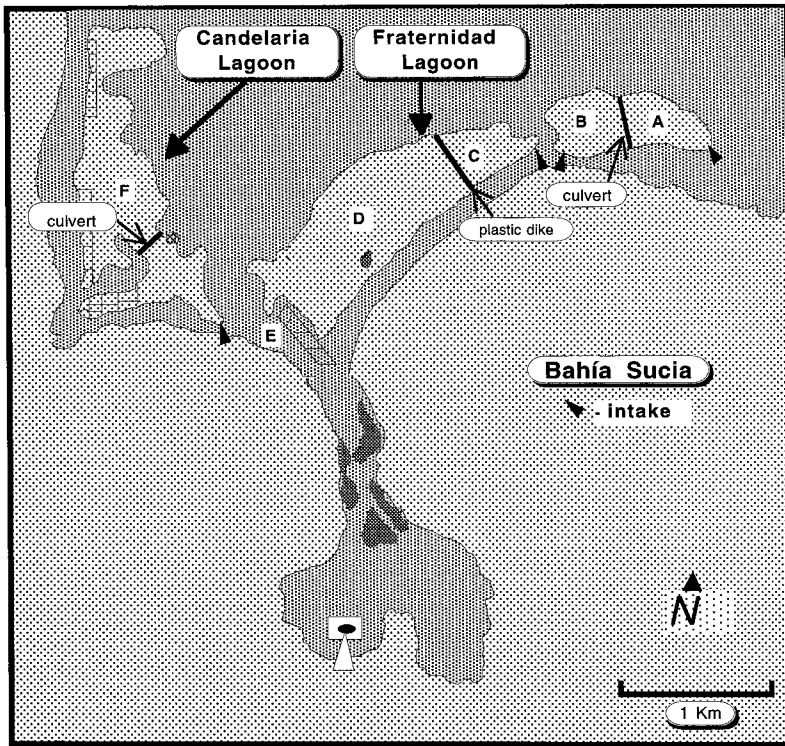 Candelaria
Lagoon
Fraternidad
Lagoon
B
A
C
F
culvert
culvert
D
plastic dike
E
Bahía Sucia
- intake
N
1 Km